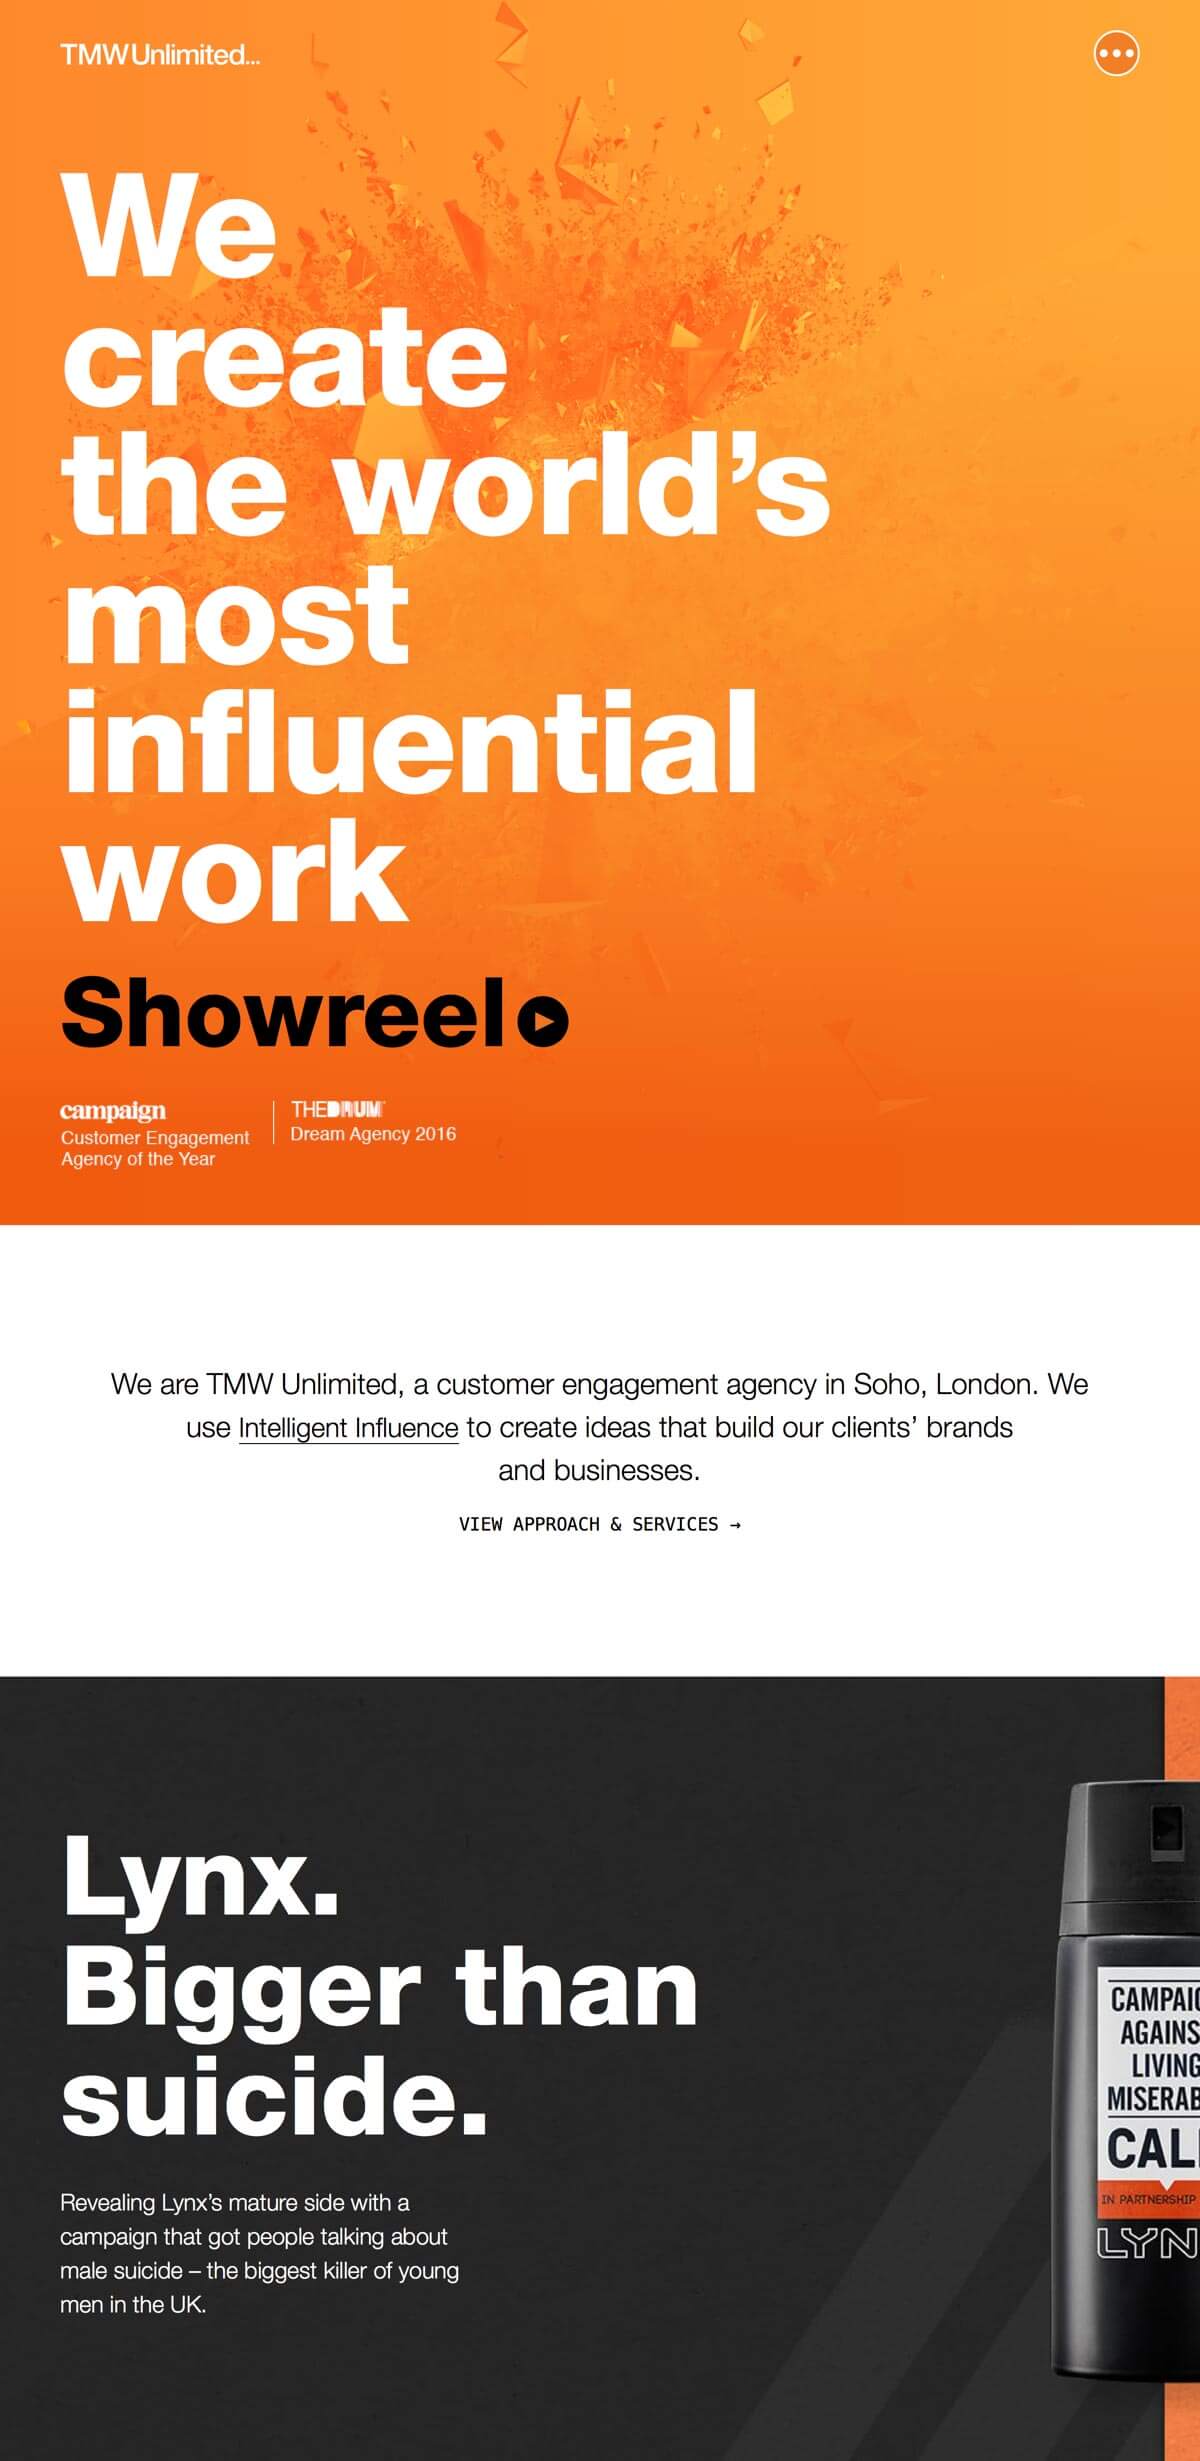 TMW Unlimited...
We
create
the world's
most
influential
work
Showreel
campaign
Customer Engagement
Agency of the Year
THE DRUM
Dream Agency 2016
We are TMW Unlimited, a customer engagement agency in Soho, London. We
use Intelligent Influence to create ideas that build our clients' brands
and businesses.
VIEW APPROACH & SERVICES →
Lynx.
Bigger than
suicide.
Revealing Lynx's mature side with a
campaign that got people talking about
male suicide – the biggest killer of young
men in the UK.
CAMPAIG
AGAINS
LIVING
MISERAB
CAL
IN PARTNERSHIP
LYN